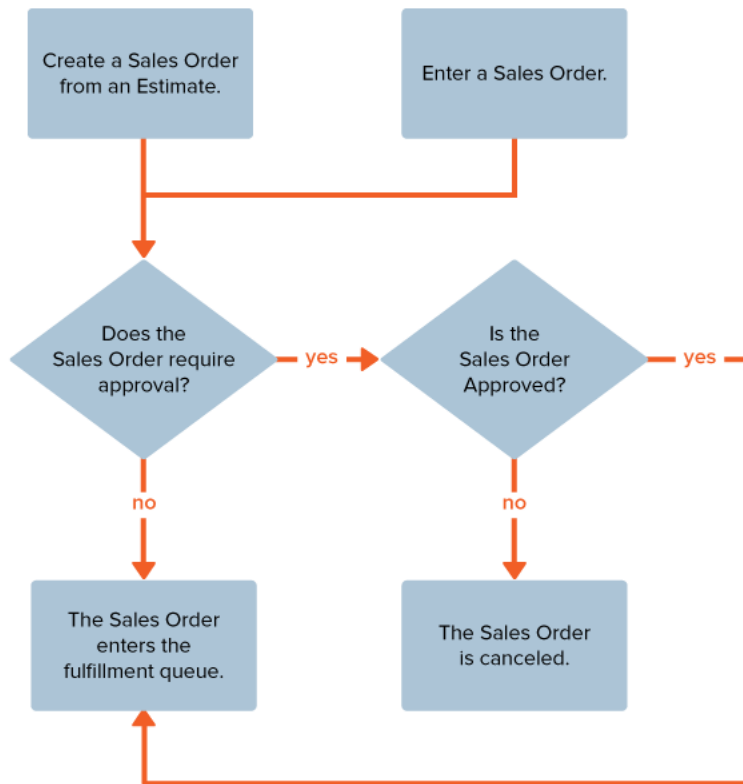 Create a Sales Order
from an Estimate.
Enter a Sales Order.
Does the
Sales Order require
approval?
yes
Is the
Sales Order
Approved?
yes
no
no
The Sales Order
enters the
fulfillment queue.
The Sales Order
is canceled.